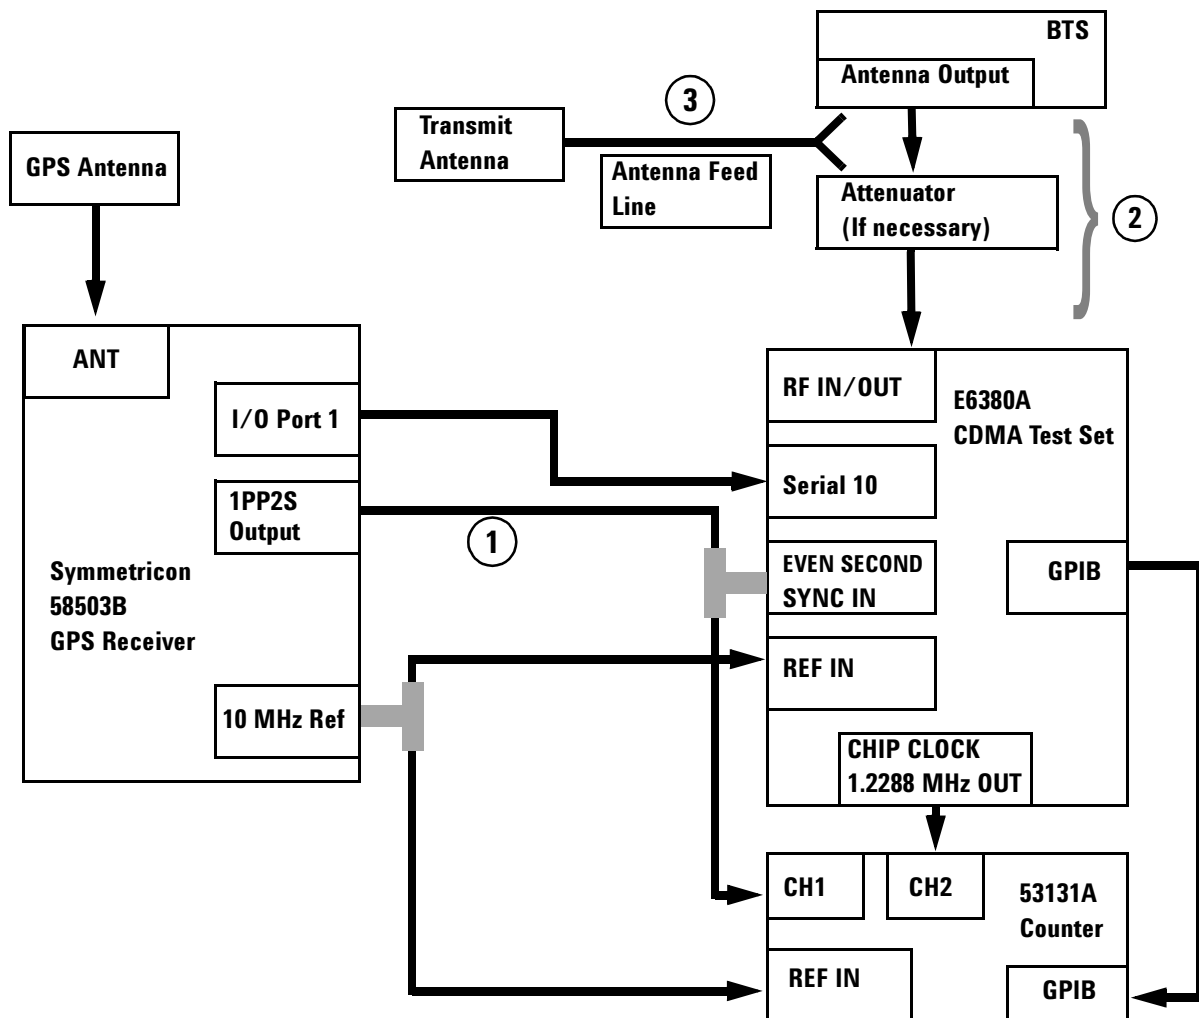 BTS
Antenna Output
3
Transmit
Antenna
Antenna Feed
Line
GPS Antenna
Attenuator
(If necessary)
2
ANT
I/O Port 1
1PP2S
Output
1
Symmetricon
58503B
GPS Receiver
10 MHz Ref
RF IN/OUT
E6380A
CDMA Test Set
Serial 10
EVEN SECOND
SYNC IN
GPIB
REF IN
CHIP CLOCK
1.2288 MHz OUT
CH1
CH2
53131A
Counter
REF IN
GPIB